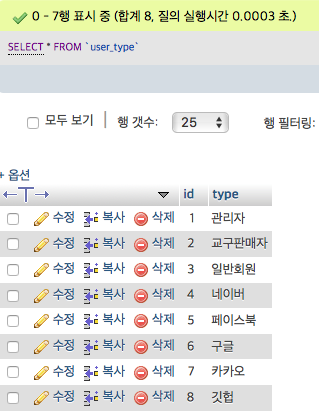 0 - 7행 표시 중 (합계 8, 질의 실행시간 0.0003 초.)
SELECT * FROM `user_type`
모두 보기 | 행 갯수: 25 행 필터링:
+ 옵션
←T→ id type
수정 복사 삭제 1 관리자
수정 복사 삭제 2 교구판매자
수정 복사 삭제 3 일반회원
수정 복사 삭제 4 네이버
수정 복사 삭제 5 페이스북
수정 복사 삭제 6 구글
수정 복사 삭제 7 카카오
수정 복사 삭제 8 깃헙